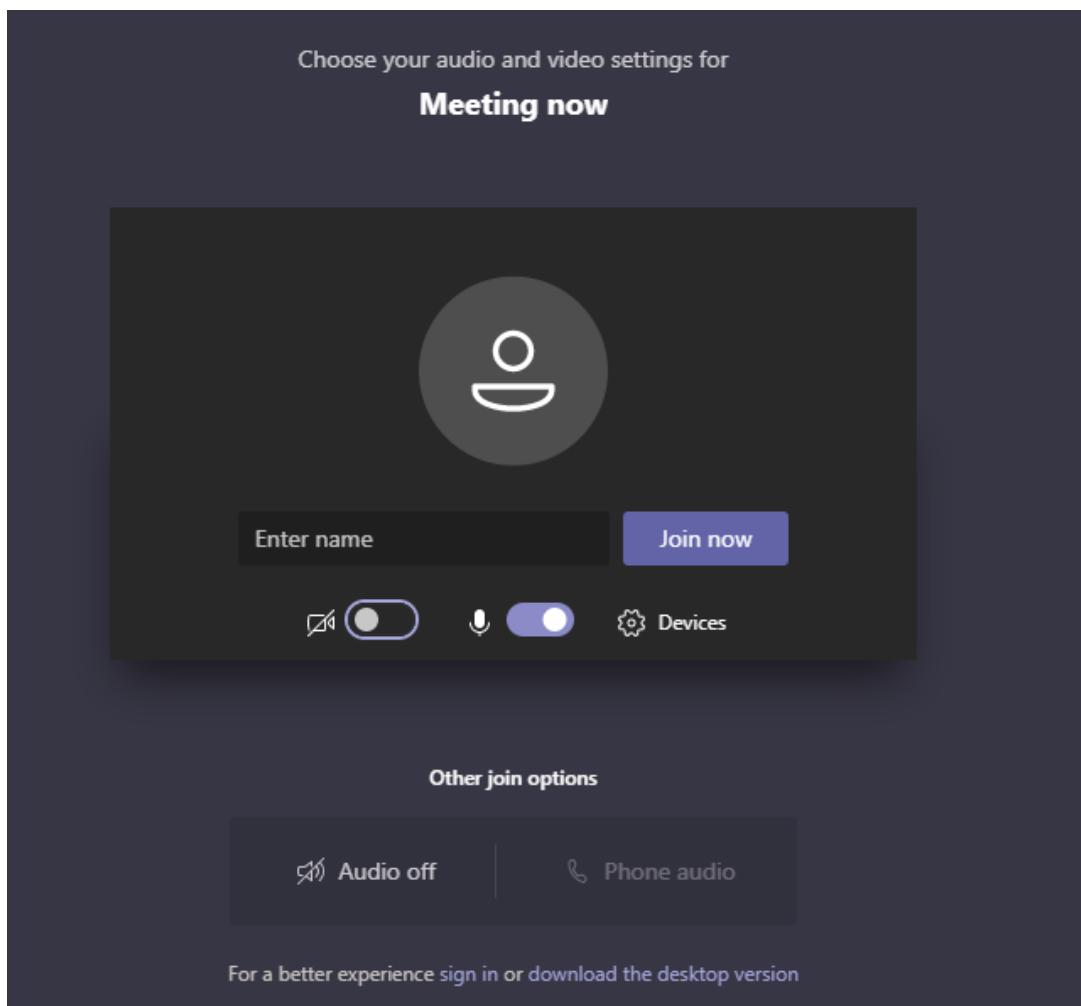 Choose your audio and video settings for
Meeting now
Enter name
Join now
Devices
Other join options
Audio off
Phone audio
For a better experience sign in or download the desktop version